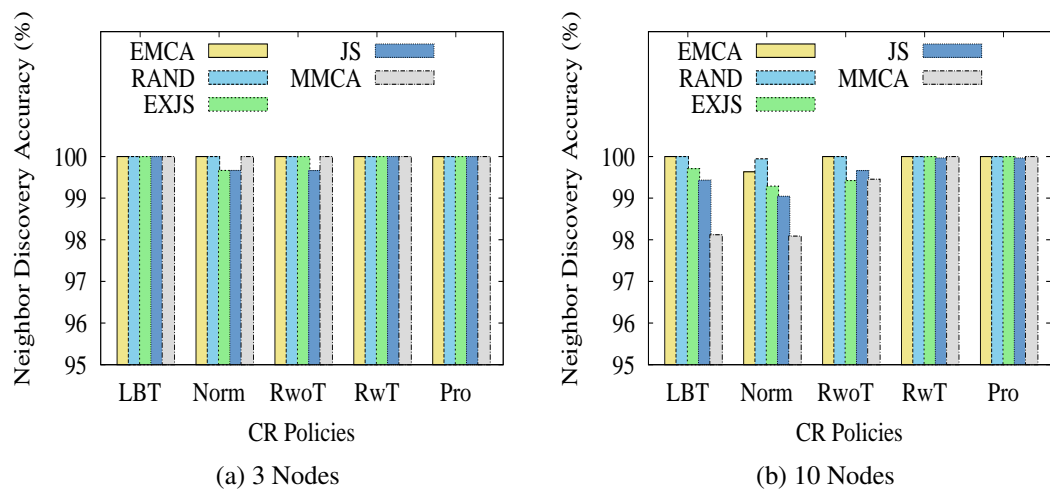 Neighbor Discovery Accuracy (%)
EMCA
RAND
EXJS
JS
MMCA
100
99
98
97
96
95
LBT Norm RwoT RwT Pro
CR Policies
(a) 3 Nodes
Neighbor Discovery Accuracy (%)
EMCA
RAND
EXJS
JS
MMCA
100
99
98
97
96
95
LBT Norm RwoT RwT Pro
CR Policies
(b) 10 Nodes